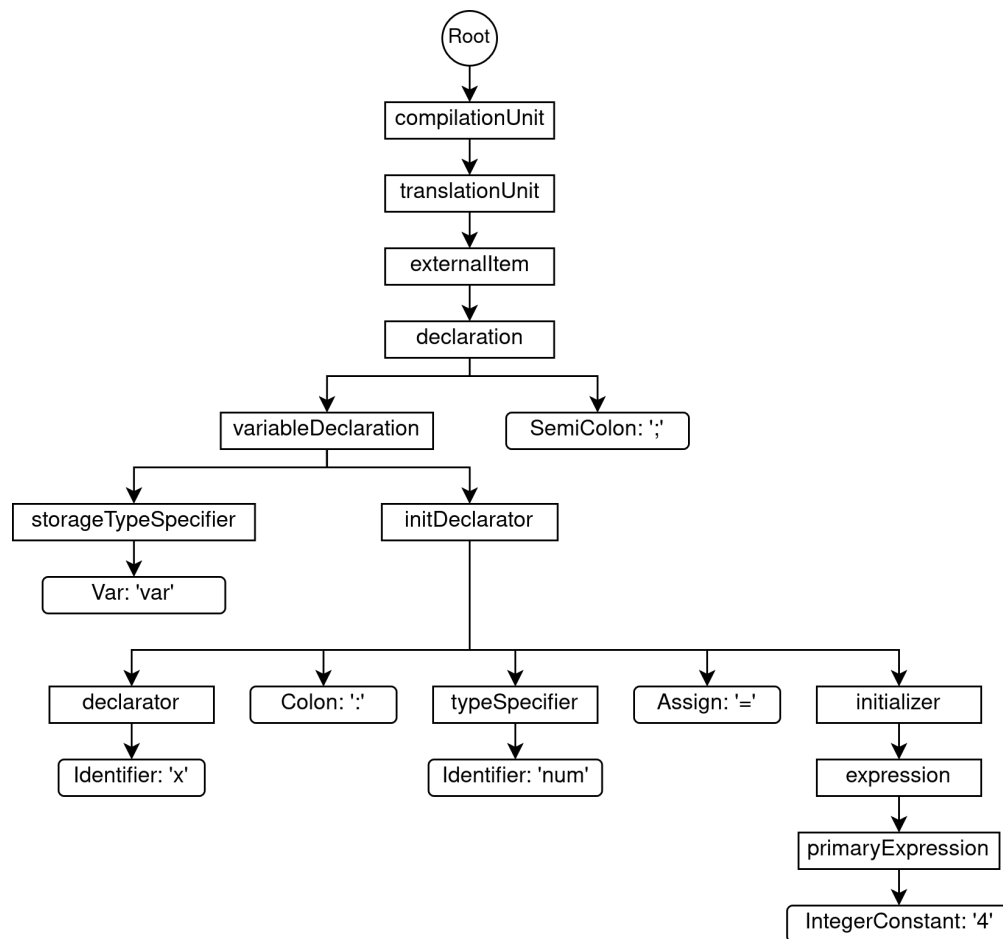 Root
compilationUnit
translationUnit
externalItem
declaration
variableDeclaration
SemiColon: ';'
storageTypeSpecifier
initDeclarator
Var: 'var'
declarator
Colon: ':'
typeSpecifier
Assign: '='
initializer
Identifier: 'x'
Identifier: 'num'
expression
primaryExpression
IntegerConstant: '4'